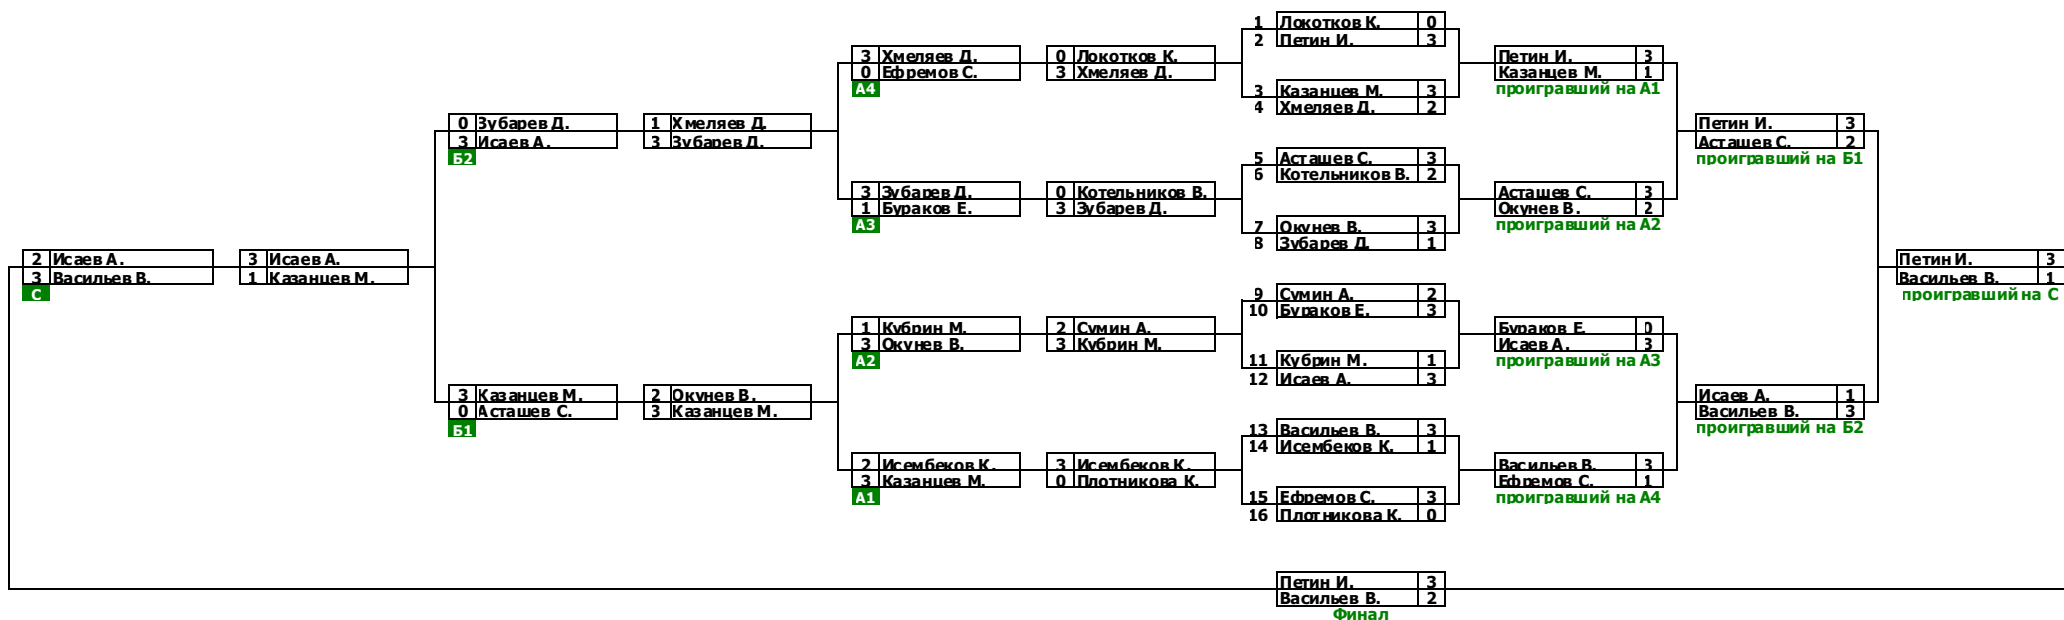 1 Локотков К. 0
2 Петин И. 3
3 Хмеляев Д. 0 Локотков К. Петин И. 3
0 Ефремов С. 3 Хмеляев Д. Казанцев М. 1
А4 3 Казанцев М. 3 проигравший на А1
4 Хмеляев Д. 2
0 Зубарев Д. 1 Хмеляев Д. Петин И. 3
3 Исаев А. 3 Зубарев Д. Асташев С. 2
Б2 5 Асташев С. 3 проигравший на Б1
6 Котельников В. 2
3 Зубарев Д. 0 Котельников В. Асташев С. 3
1 Бураков Е. 3 Зубарев Д. Окунев В. 2
А3 7 Окунев В. 3 проигравший на А2
8 Зубарев Д. 1
2 Исаев А. 3 Исаев А. Петин И. 3
3 Васильев В. 1 Казанцев М. Васильев В. 1
С 9 Сумин А. 2 проигравший на С
10 Бураков Е. 3
1 Кубрин М. 2 Сумин А. Бураков Е. 0
3 Окунев В. 3 Кубрин М. Исаев А. 3
А2 11 Кубрин М. 1 проигравший на А3
12 Исаев А. 3
3 Казанцев М. 2 Окунев В. Исаев А. 1
0 Асташев С. 3 Казанцев М. Васильев В. 3
Б1 13 Васильев В. 3 проигравший на Б2
14 Исембеков К. 1
2 Исембеков К. 3 Исембеков К. Васильев В. 3
3 Казанцев М. 0 Плотникова К. Ефремов С. 1
А1 15 Ефремов С. 3 проигравший на А4
16 Плотникова К. 0
Петин И. 3
Васильев В. 2
Финал